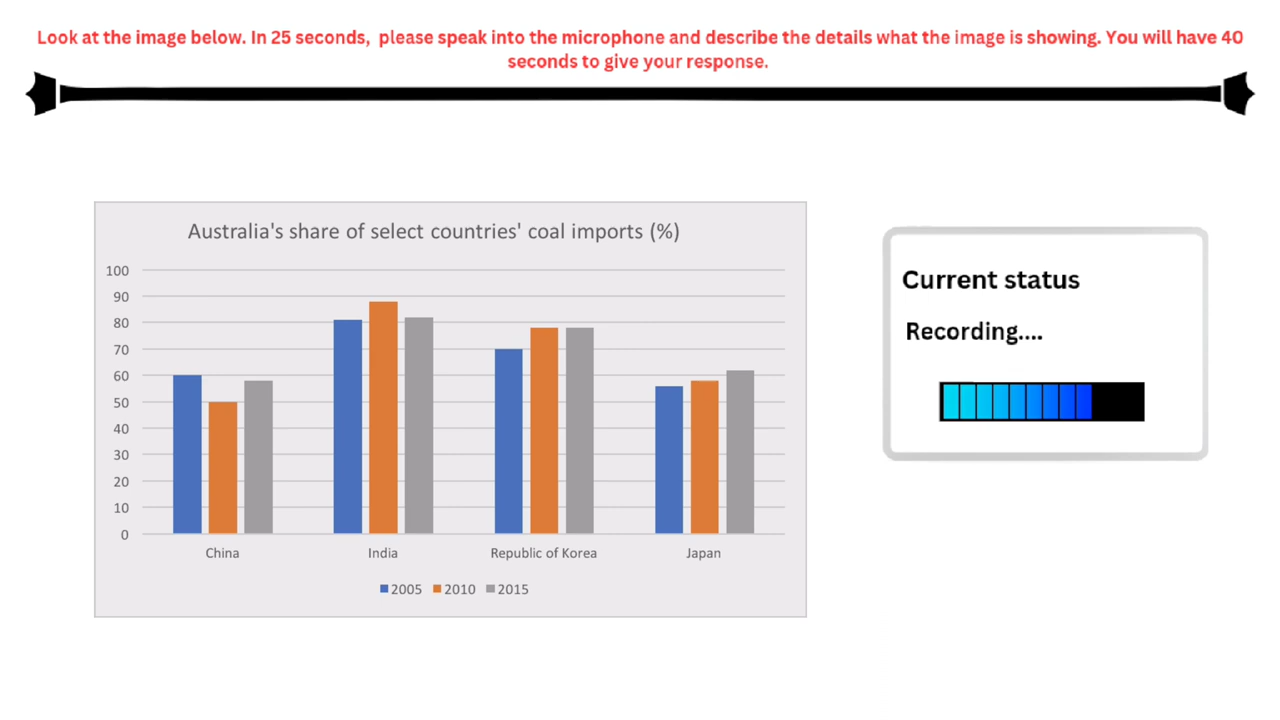 Look at the image below. In 25 seconds, please speak into the microphone and describe the details what the image is showing. You will have 40
seconds to give your response.
Australia's share of select countries' coal imports (%)
100
90
80
70
60
50
40
30
20
10
0
China India Republic of Korea Japan
2005 2010 2015
Current status
Recording....